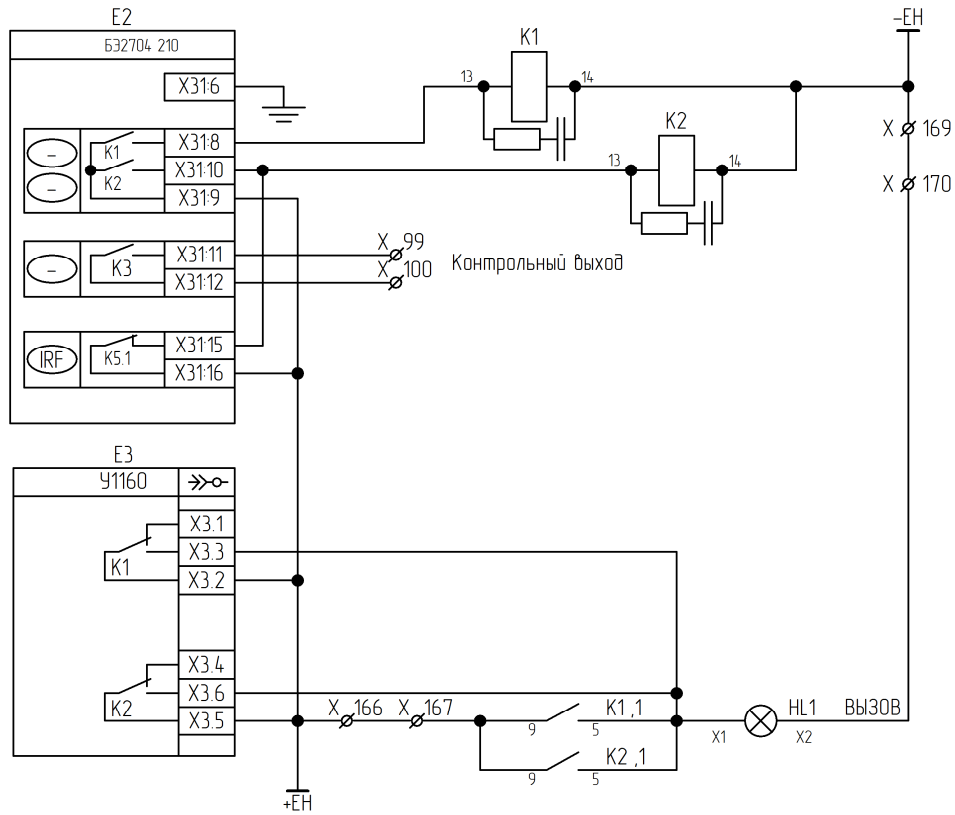 E2
БЭ2704 210
X31:6
-
K1
X31:8
-
K2
X31:10
X31:9
-
K3
X31:11
X31:12
IRF
K5.1
X31:15
X31:16
X 99
X 100
Контрольный выход
K1
13
14
K2
13
14
-ЕН
X 169
X 170
E3
У1160
X3.1
K1
X3.3
X3.2
X3.4
K2
X3.6
X3.5
X 166
X 167
K1 ,1
9
5
K2 ,1
9
5
X1
HL1
X2
ВЫЗОВ
+ЕН